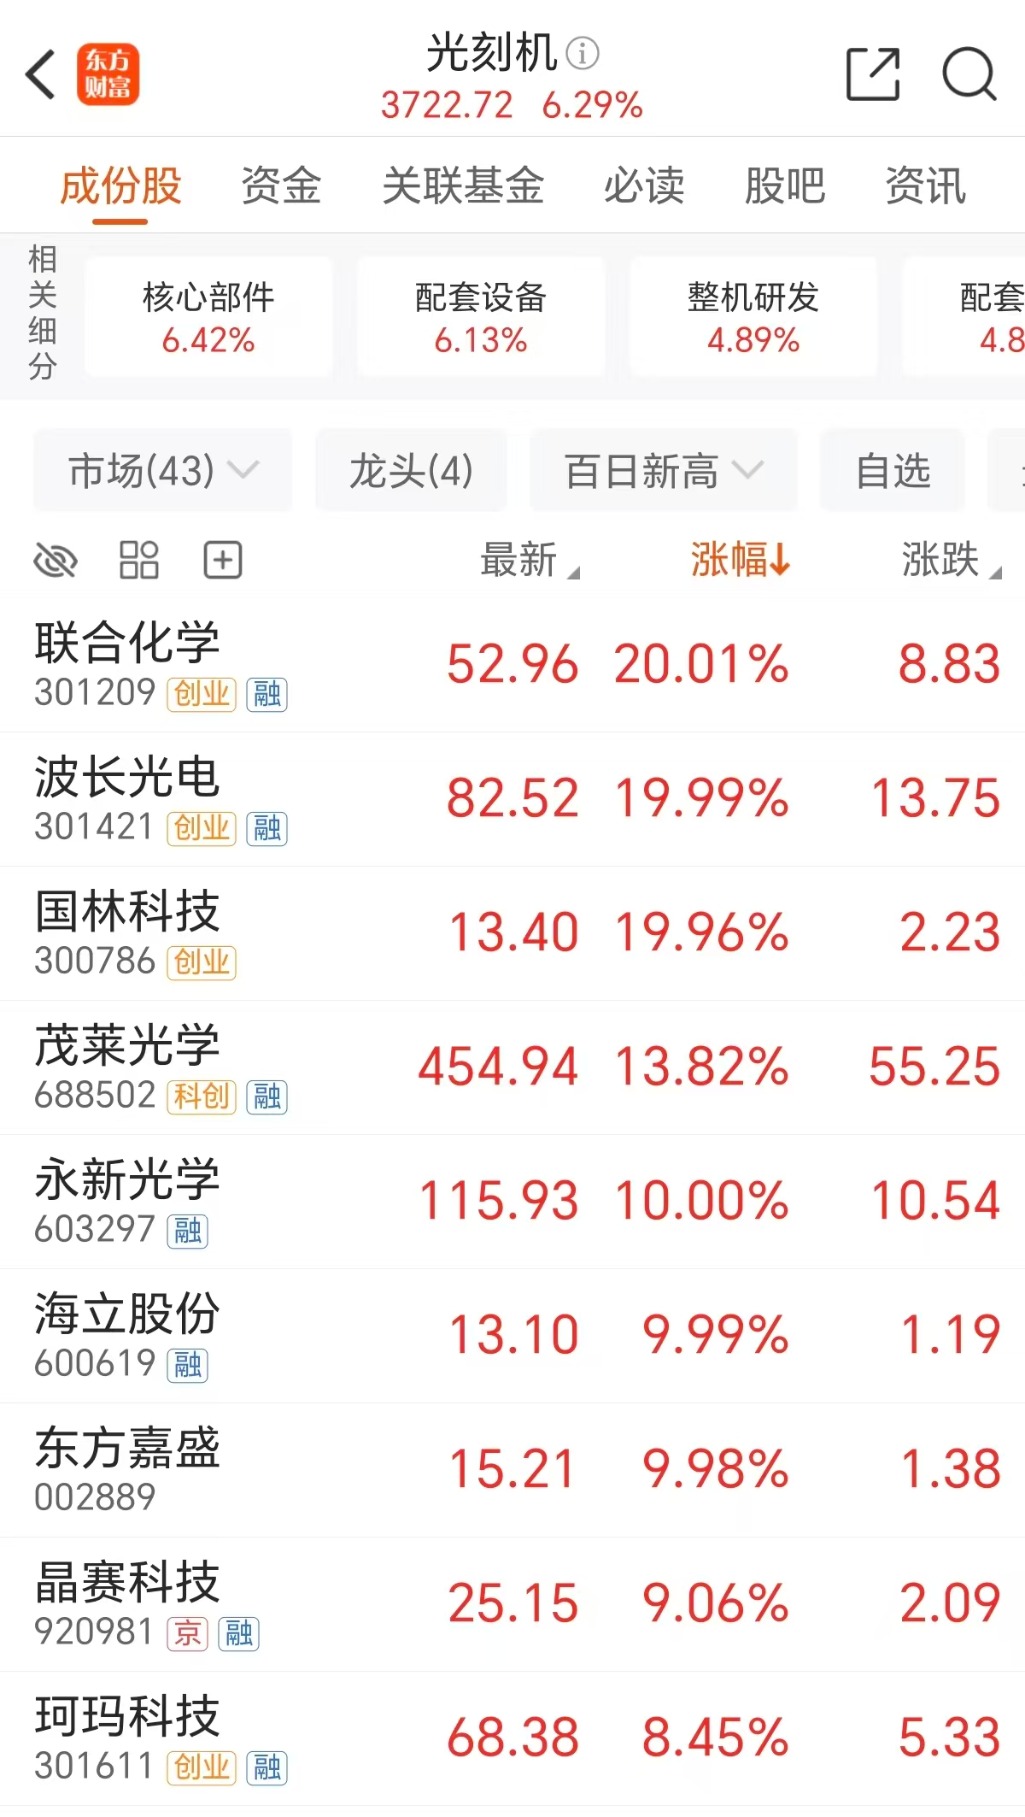 东方
财富
光刻机
3722.72 6.29%
成份股 资金 关联基金 必读 股吧 资讯
相关细分
核心部件 配套设备 整机研发 配套
6.42% 6.13% 4.89% 4.8
市场(43) 龙头(4) 百日新高 自选
最新 涨幅↓ 涨跌
联合化学 52.96 20.01% 8.83
301209 创业 融
波长光电 82.52 19.99% 13.75
301421 创业 融
国林科技 13.40 19.96% 2.23
300786 创业
茂莱光学 454.94 13.82% 55.25
688502 科创 融
永新光学 115.93 10.00% 10.54
603297 融
海立股份 13.10 9.99% 1.19
600619 融
东方嘉盛 15.21 9.98% 1.38
002889
晶赛科技 25.15 9.06% 2.09
920981 京 融
珂玛科技 68.38 8.45% 5.33
301611 创业 融